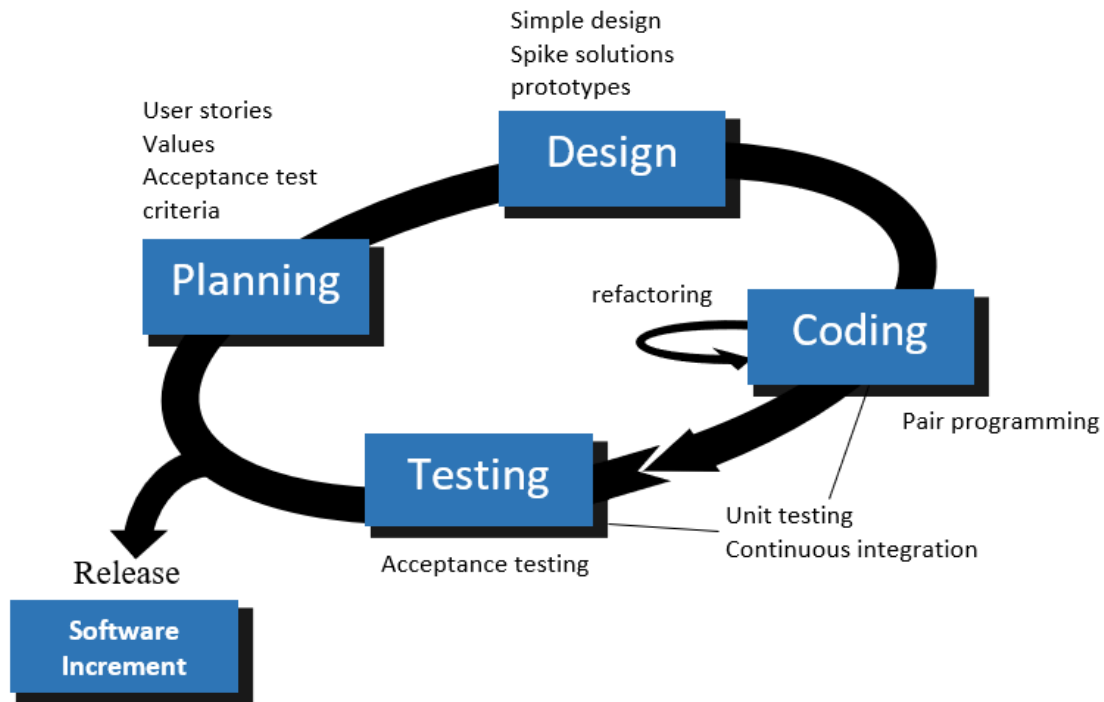 Simple design
Spike solutions
prototypes
User stories
Values
Acceptance test
criteria
Design
Planning
refactoring
Coding
Pair programming
Testing
Unit testing
Continuous integration
Acceptance testing
Release
Software
Increment